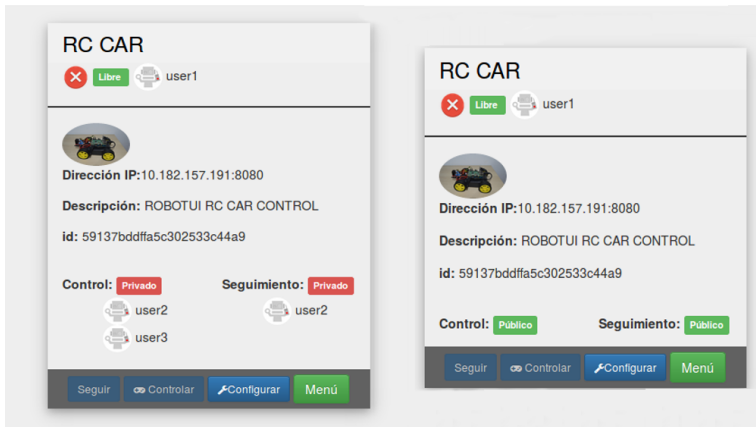 RC CAR
Libre user1
Dirección IP:10.182.157.191:8080
Descripción: ROBOTUI RC CAR CONTROL
id: 59137bddffa5c302533c44a9
Control: Privado Seguimiento: Privado
user2 user2
user3
Seguir Controlar Configurar Menú
RC CAR
Libre user1
Dirección IP:10.182.157.191:8080
Descripción: ROBOTUI RC CAR CONTROL
id: 59137bddffa5c302533c44a9
Control: Público Seguimiento: Público
Seguir Controlar Configurar Menú